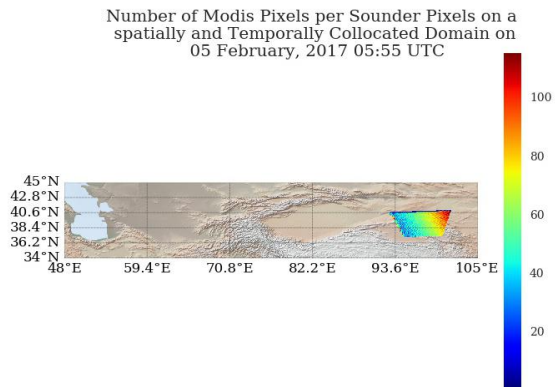 Number of Modis Pixels per Sounder Pixels on a
spatially and Temporally Collocated Domain on
05 February, 2017 05:55 UTC
100
80
60
40
20
45°N
42.8°N
40.6°N
38.4°N
36.2°N
34°N
48°E 59.4°E 70.8°E 82.2°E 93.6°E 105°E